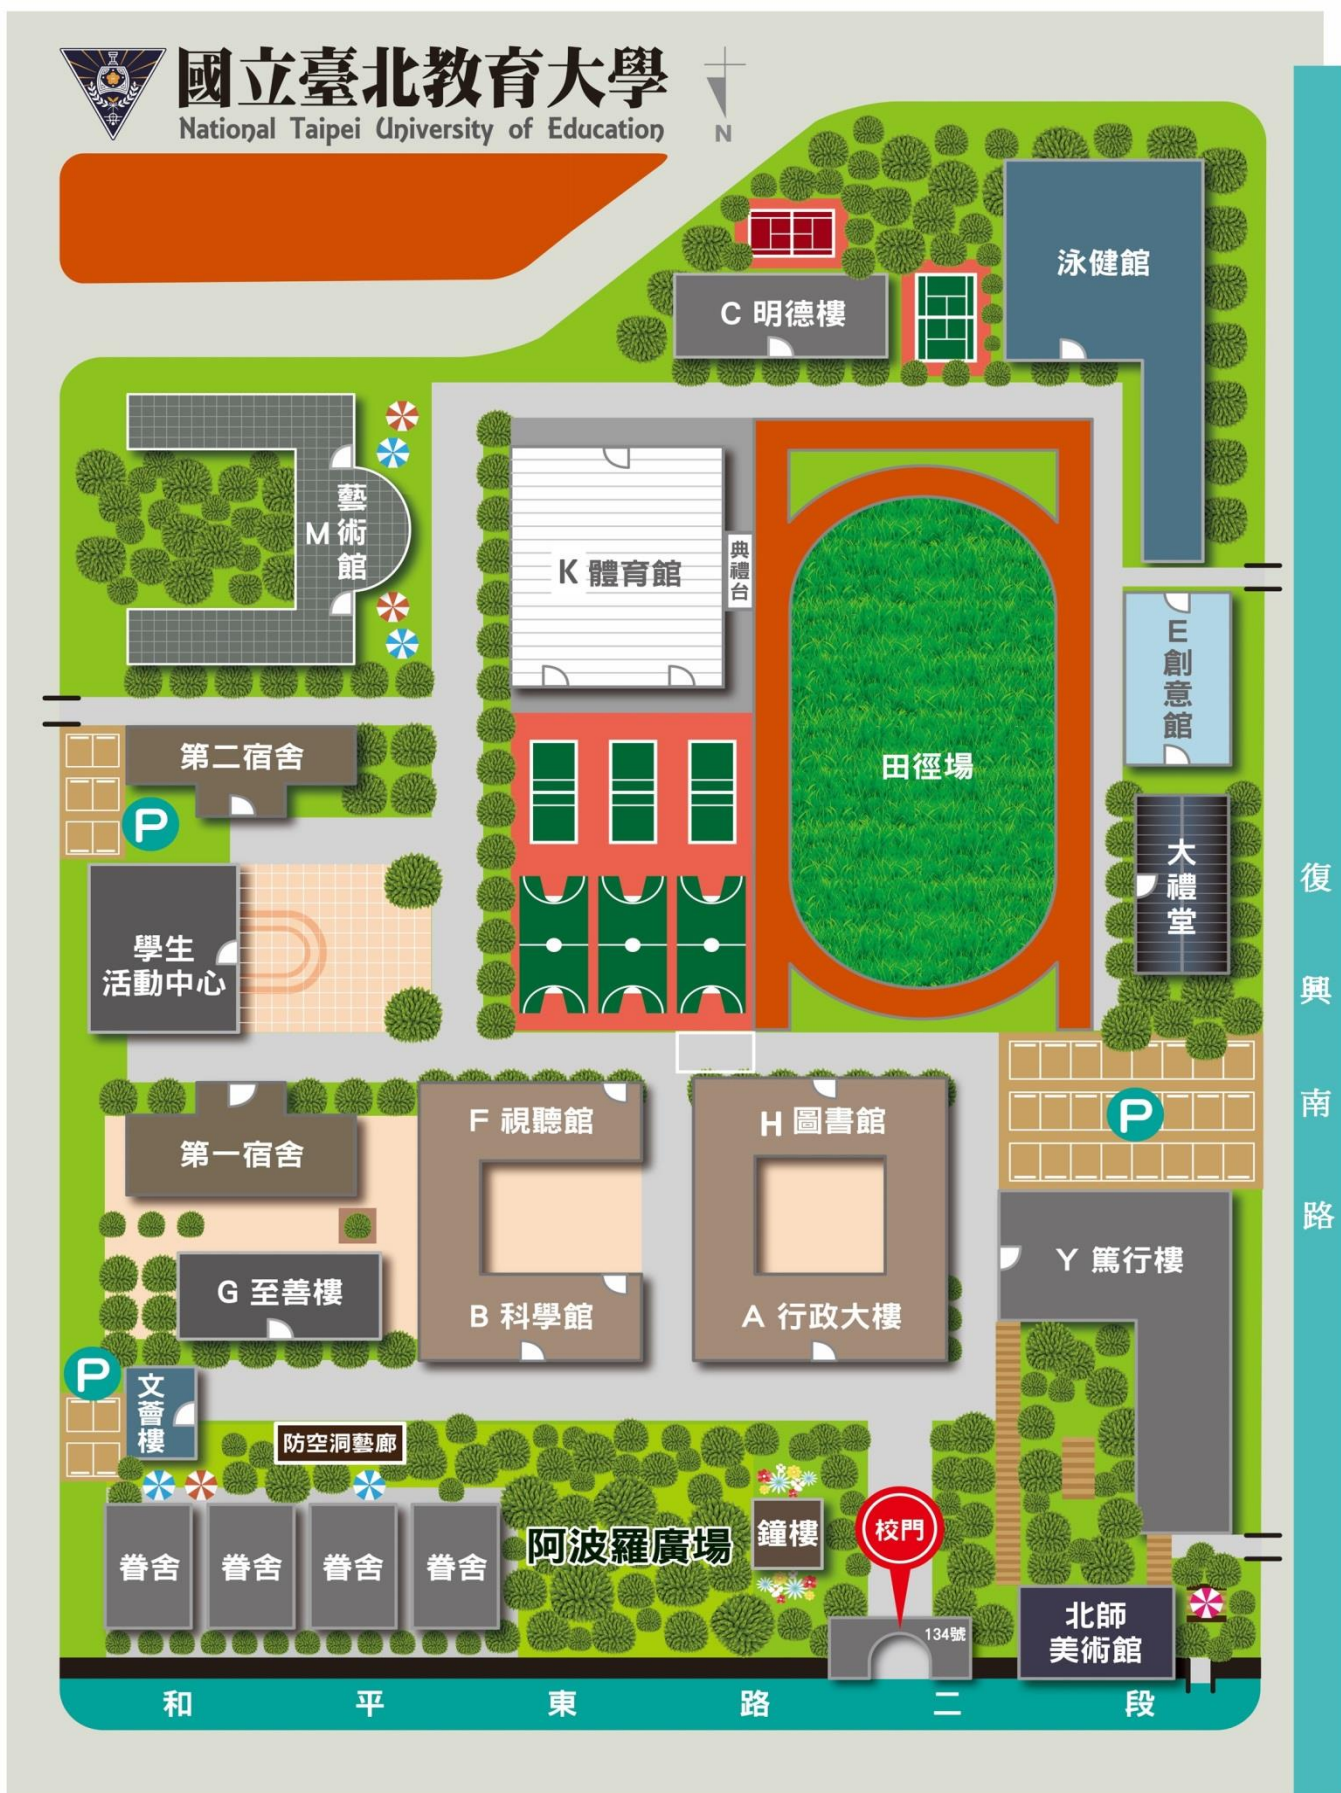 國立臺北教育大學
National Taipei University of Education
N
泳健館
C 明德樓
M 藝術館
K 體育館
典禮台
E 創意館
第二宿舍
P
田徑場
大禮堂
學生
活動中心
復興南路
F 視聽館
H 圖書館
P
第一宿舍
Y 篤行樓
G 至善樓
B 科學館
A 行政大樓
P
文薈樓
防空洞藝廊
阿波羅廣場
鐘樓
校門
眷舍
眷舍
眷舍
眷舍
134號
北師
美術館
和平東路二段